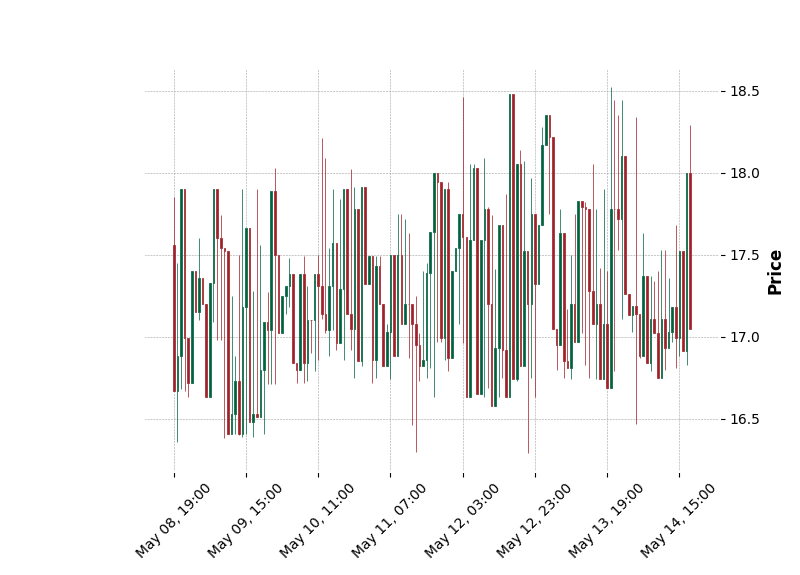 18.5
18.0
17.5
17.0
16.5
Price
May 08, 19:00
May 09, 15:00
May 10, 11:00
May 11, 07:00
May 12, 03:00
May 12, 23:00
May 13, 19:00
May 14, 15:00